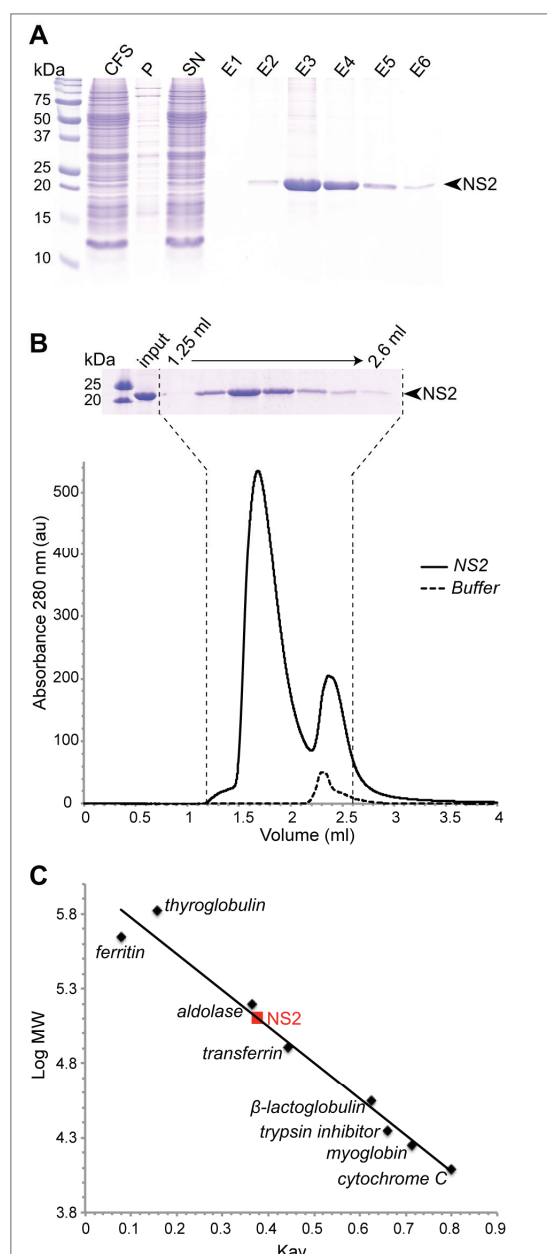 A
kDa CFS P SN E1 E2 E3 E4 E5 E6
75
50
37
25
20
15
10
NS2
B
kDa input 1.25 ml 2.6 ml
25
20
NS2
Absorbance 280 nm (au)
500
400
300
200
100
0
NS2
Buffer
0 0.5 1 1.5 2 2.5 3 3.5 4
Volume (ml)
C
Log MW
5.8
5.3
4.8
4.3
3.8
thyroglobulin
ferritin
aldolase
NS2
transferrin
β-lactoglobulin
trypsin inhibitor
myoglobin
cytochrome C
0 0.1 0.2 0.3 0.4 0.5 0.6 0.7 0.8 0.9
Kav